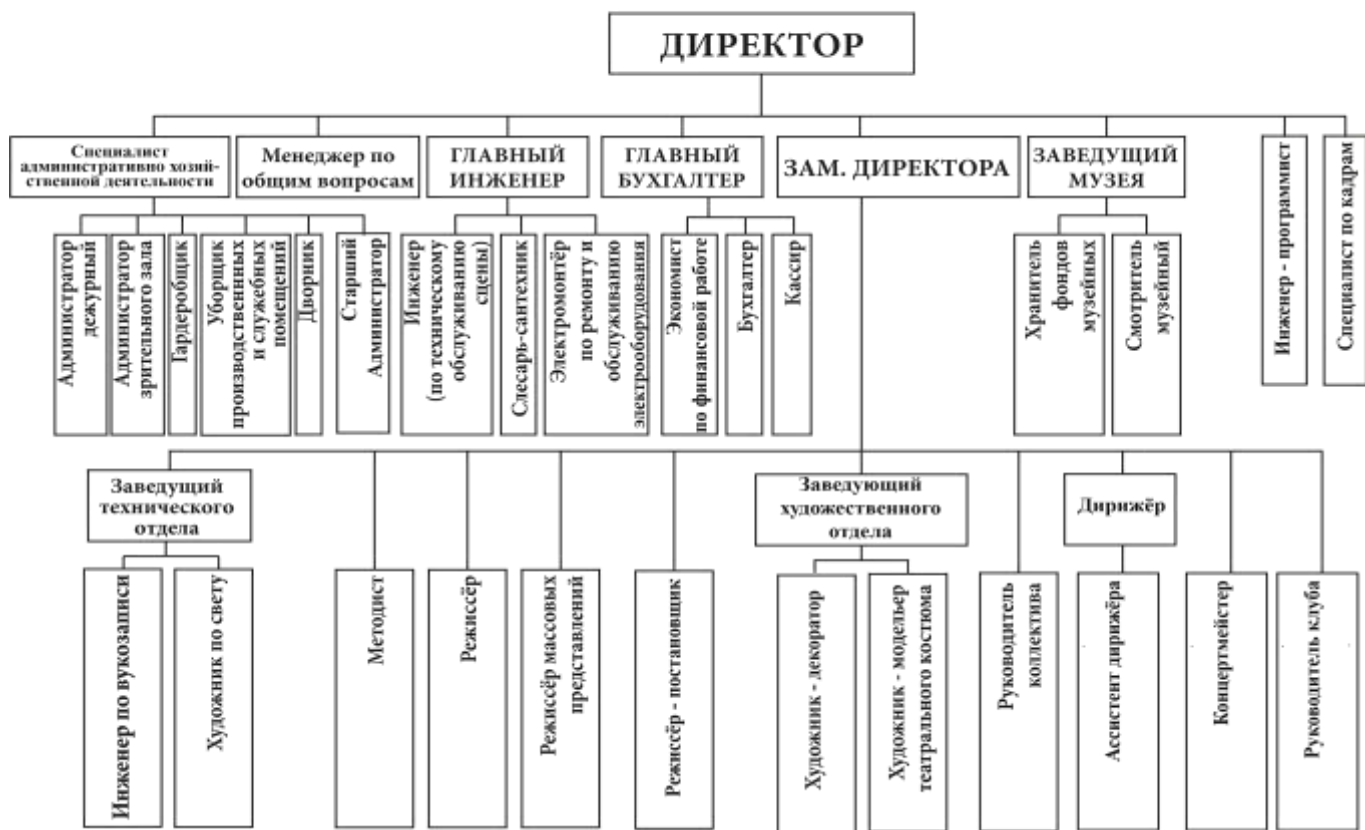 ДИРЕКТОР
Специалист
административно хозяй-
ственной деятельности
Менеджер по
общим вопросам
ГЛАВНЫЙ
ИНЖЕНЕР
ГЛАВНЫЙ
БУХГАЛТЕР
ЗАМ. ДИРЕКТОРА
ЗАВЕДУЩИЙ
МУЗЕЯ
Инженер - программист
Специалист по кадрам
Администратор
дежурный
Администратор
зрительного зала
Гардеробщик
Уборщик
производственнных
и служебных
помещений
Дворник
Старший
Администратор
Инженер
(по техническому
обслуживанию
сцены)
Слесарь-сантехник
Электромонтёр
по ремонту и
обслуживанию
электрооборудования
Экономист
по финансовой работе
Бухгалтер
Кассир
Хранитель
фондов
музейных
Смотритель
музейный
Заведущий
технического
отдела
Заведующий
художественного
отдела
Дирижёр
Инженер по вукозаписи
Художник по свету
Методист
Режиссёр
Режиссёр массовых
представлений
Режиссёр - постановщик
Художник - декоратор
Художник - модельер
театрального костюма
Руководитель
коллектива
Ассистент дирижёра
Концертмейстер
Руководитель клуба